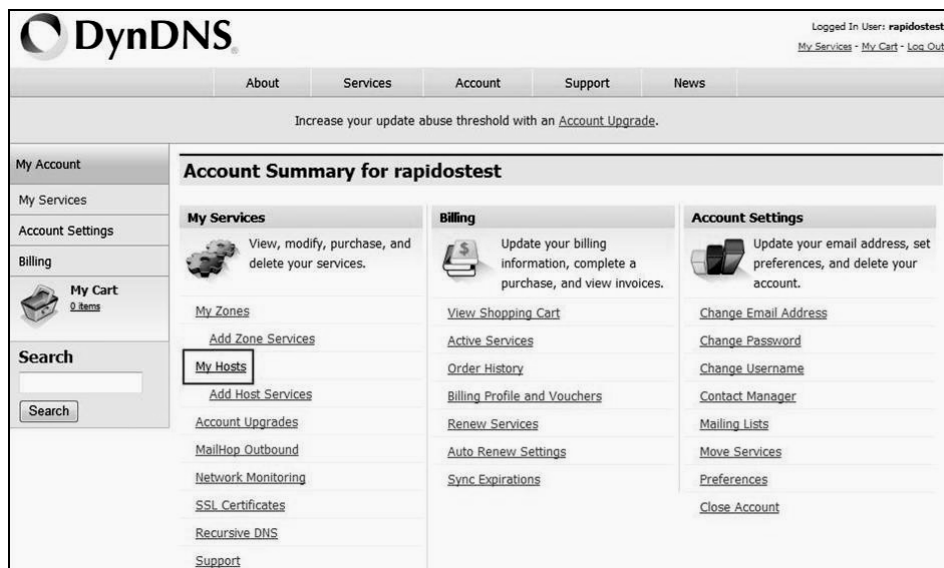 DynDNS
Logged In User: rapidostest
My Services - My Cart - Log Out
About Services Account Support News
Increase your update abuse threshold with an Account Upgrade.
My Account
My Services
Account Settings
Billing
My Cart
0 items
Search
Search
Account Summary for rapidostest
My Services
View, modify, purchase, and
delete your services.
My Zones
Add Zone Services
My Hosts
Add Host Services
Account Upgrades
MailHop Outbound
Network Monitoring
SSL Certificates
Recursive DNS
Support
Billing
Update your billing
information, complete a
purchase, and view invoices.
View Shopping Cart
Active Services
Order History
Billing Profile and Vouchers
Renew Services
Auto Renew Settings
Sync Expirations
Account Settings
Update your email address, set
preferences, and delete your
account.
Change Email Address
Change Password
Change Username
Contact Manager
Mailing Lists
Move Services
Preferences
Close Account